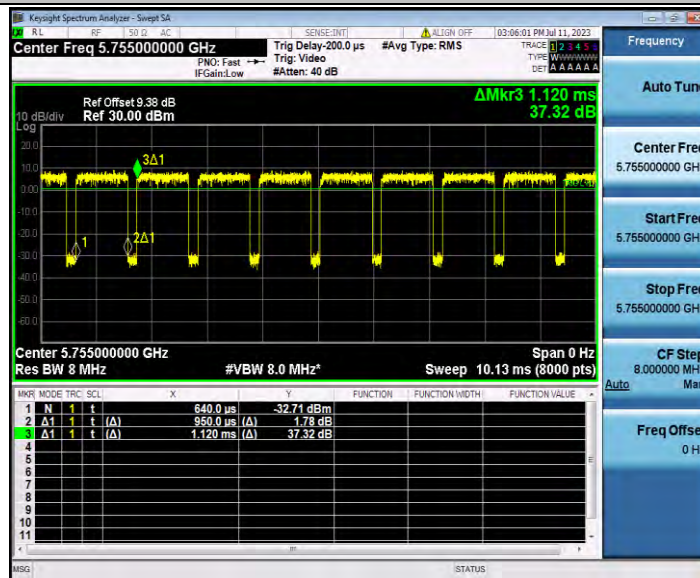 Keysight Spectrum Analyzer - Swept SA
RL RF 50 Ω AC SENSE:INT ALIGN OFF 03:06:01 PM Jul 11, 2023
Center Freq 5.755000000 GHz Trig Delay-200.0 µs #Avg Type: RMS TRACE 1 2 3 4 5 6
PNO: Fast Trig: Video TYPE W
IFGain:Low #Atten: 40 dB DET A A A A A A
Frequency
ΔMkr3 1.120 ms
37.32 dB
Ref Offset 9.38 dB
10 dB/div Ref 30.00 dBm
Log
20.0
10.0
0.00
-10.0
-20.0
-30.0
-40.0
-50.0
-60.0
3Δ1
1
2Δ1
Center 5.755000000 GHz Span 0 Hz
Res BW 8 MHz #VBW 8.0 MHz* Sweep 10.13 ms (8000 pts)
MKR MODE TRC SCL X Y FUNCTION FUNCTION WIDTH FUNCTION VALUE
1 N 1 t 640.0 µs -32.71 dBm
2 Δ1 1 t (Δ) 950.0 µs (Δ) 1.78 dB
3 Δ1 1 t (Δ) 1.120 ms (Δ) 37.32 dB
4
5
6
7
8
9
10
11
Auto Tun
Center Fre
5.755000000 GH
Start Fre
5.755000000 GH
Stop Fre
5.755000000 GH
CF Step
8.000000 MH
Auto Ma
Freq Offse
0 H
MSG STATUS